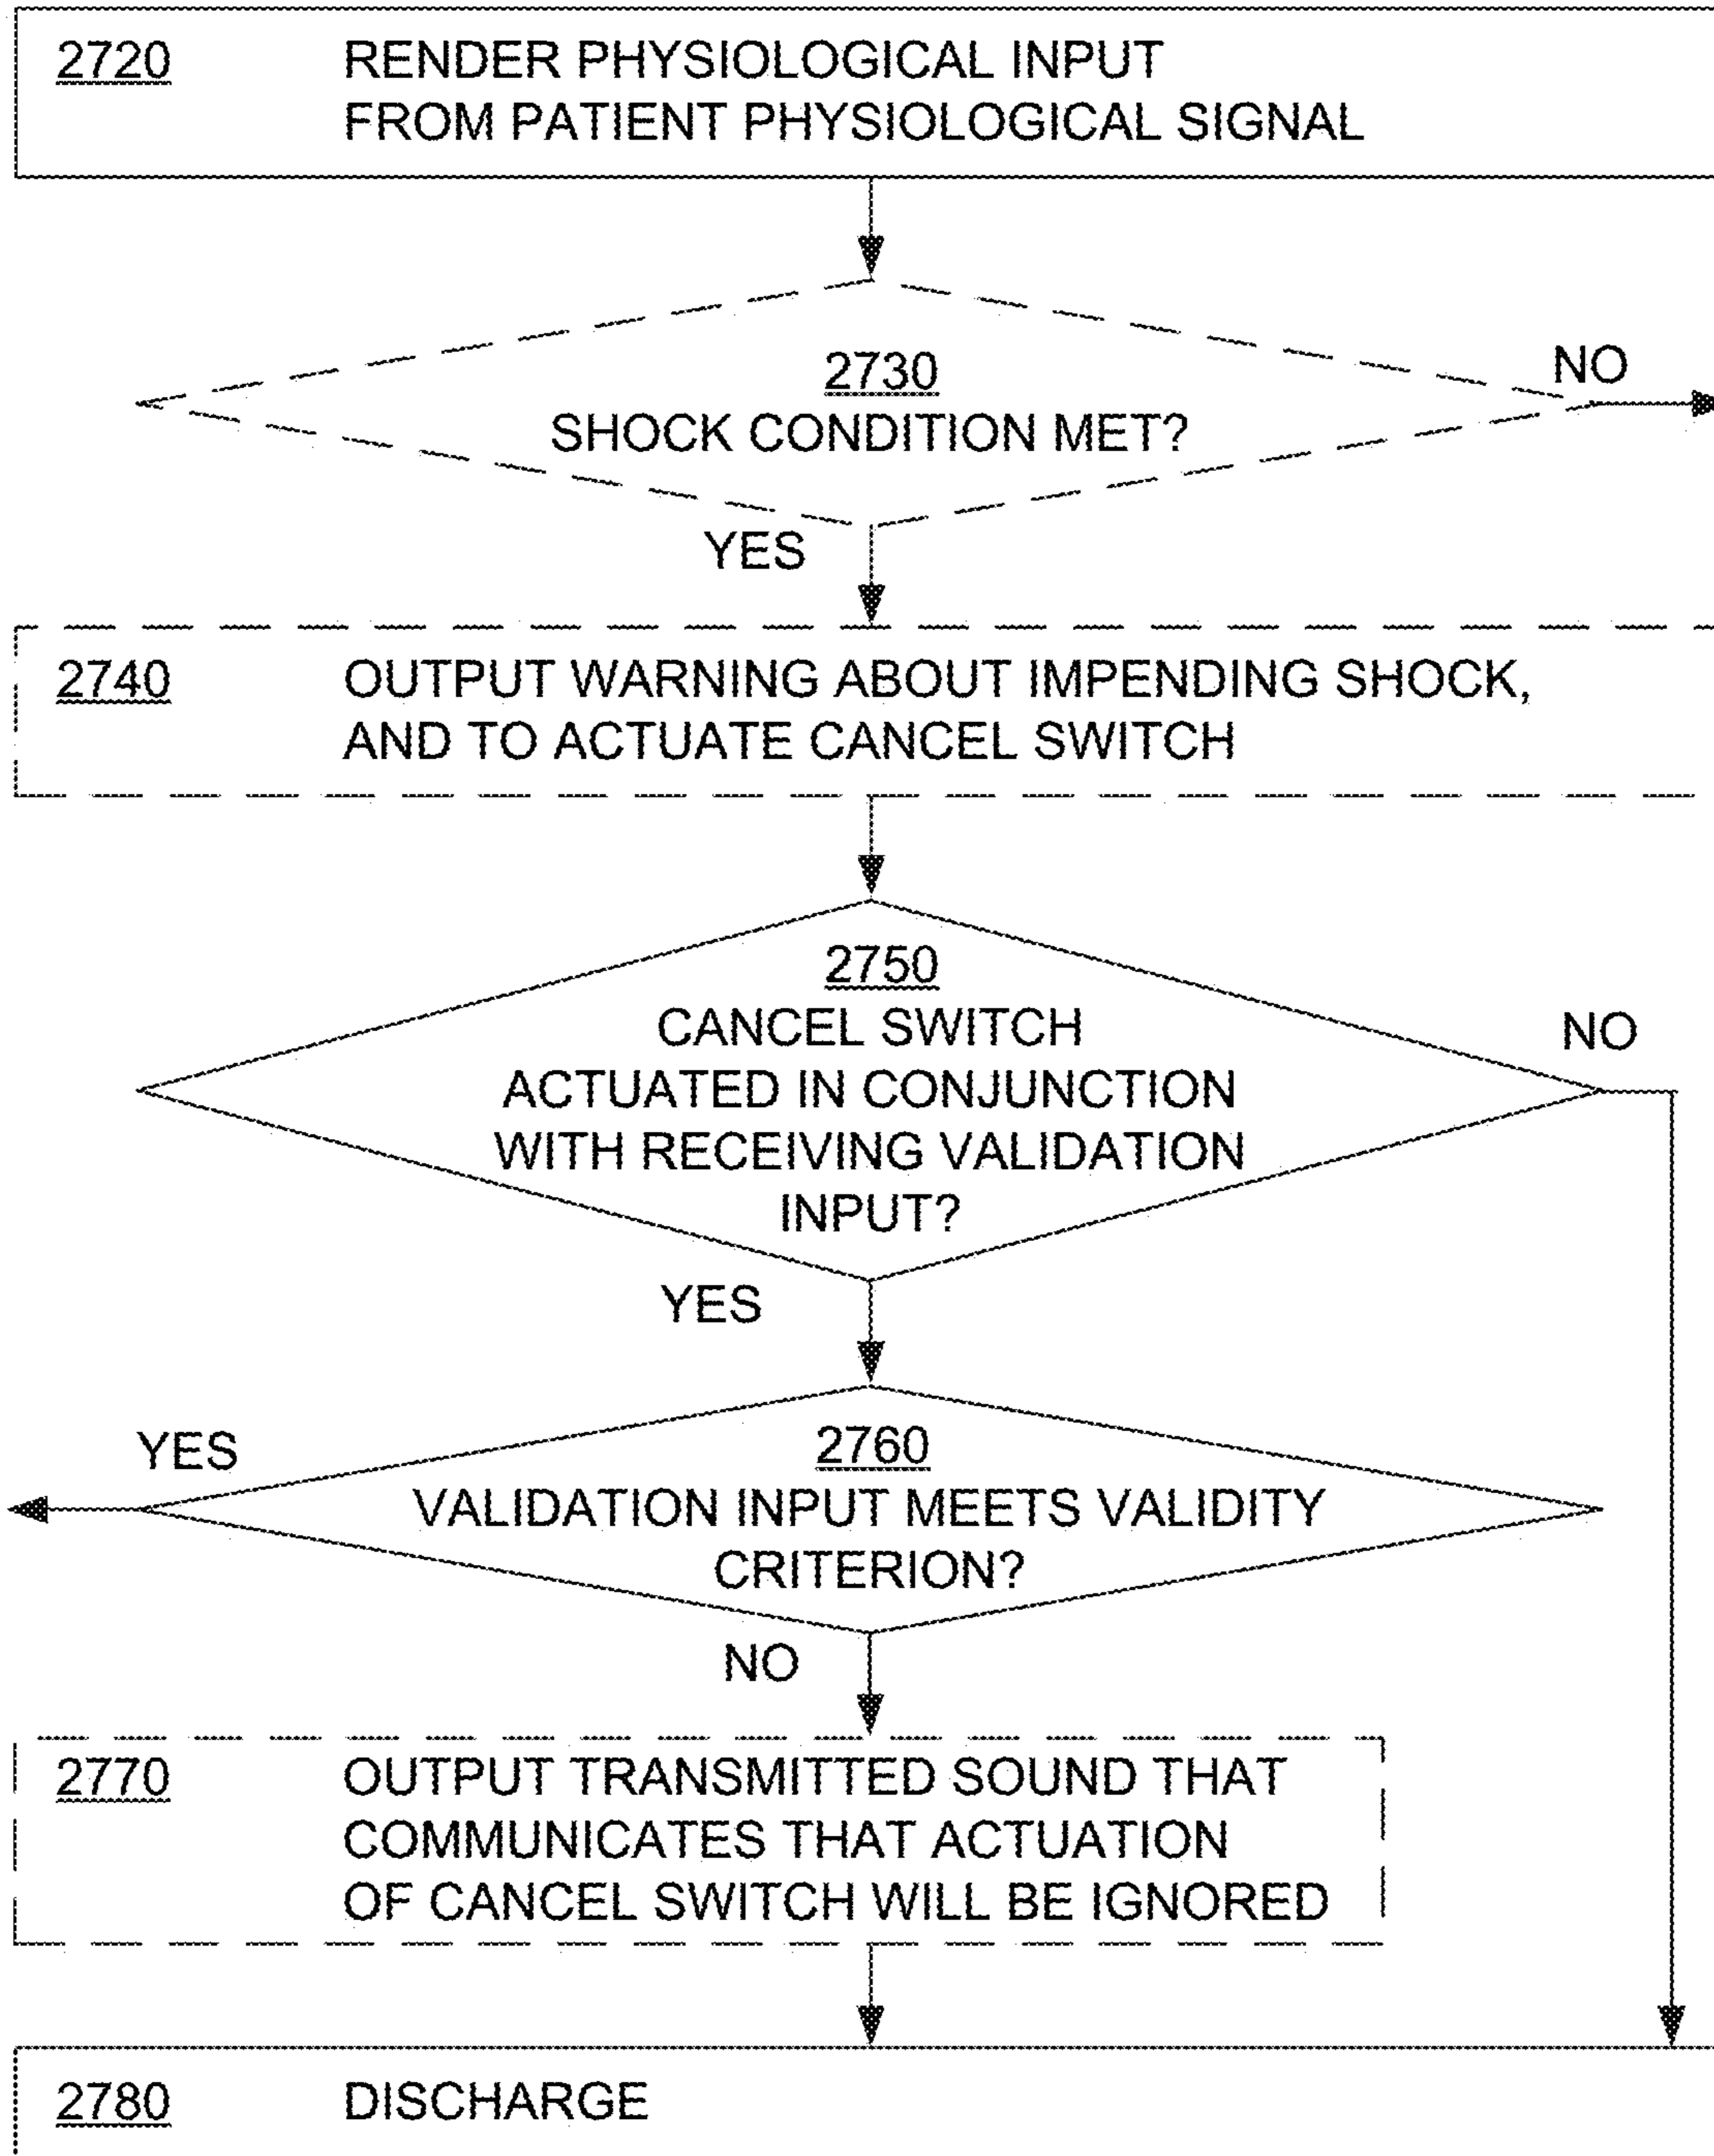 2720 RENDER PHYSIOLOGICAL INPUT
FROM PATIENT PHYSIOLOGICAL SIGNAL
2730
NO
SHOCK CONDITION MET?
YES
2740 OUTPUT WARNING ABOUT IMPENDING SHOCK,
AND TO ACTUATE CANCEL SWITCH
2750
CANCEL SWITCH
NO
ACTUATED IN CONJUNCTION
WITH RECEIVING VALIDATION
INPUT?
YES
YES
2760
VALIDATION INPUT MEETS VALIDITY
CRITERION?
NO
2770 OUTPUT TRANSMITTED SOUND THAT
COMMUNICATES THAT ACTUATION
OF CANCEL SWITCH WILL BE IGNORED
2780 DISCHARGE